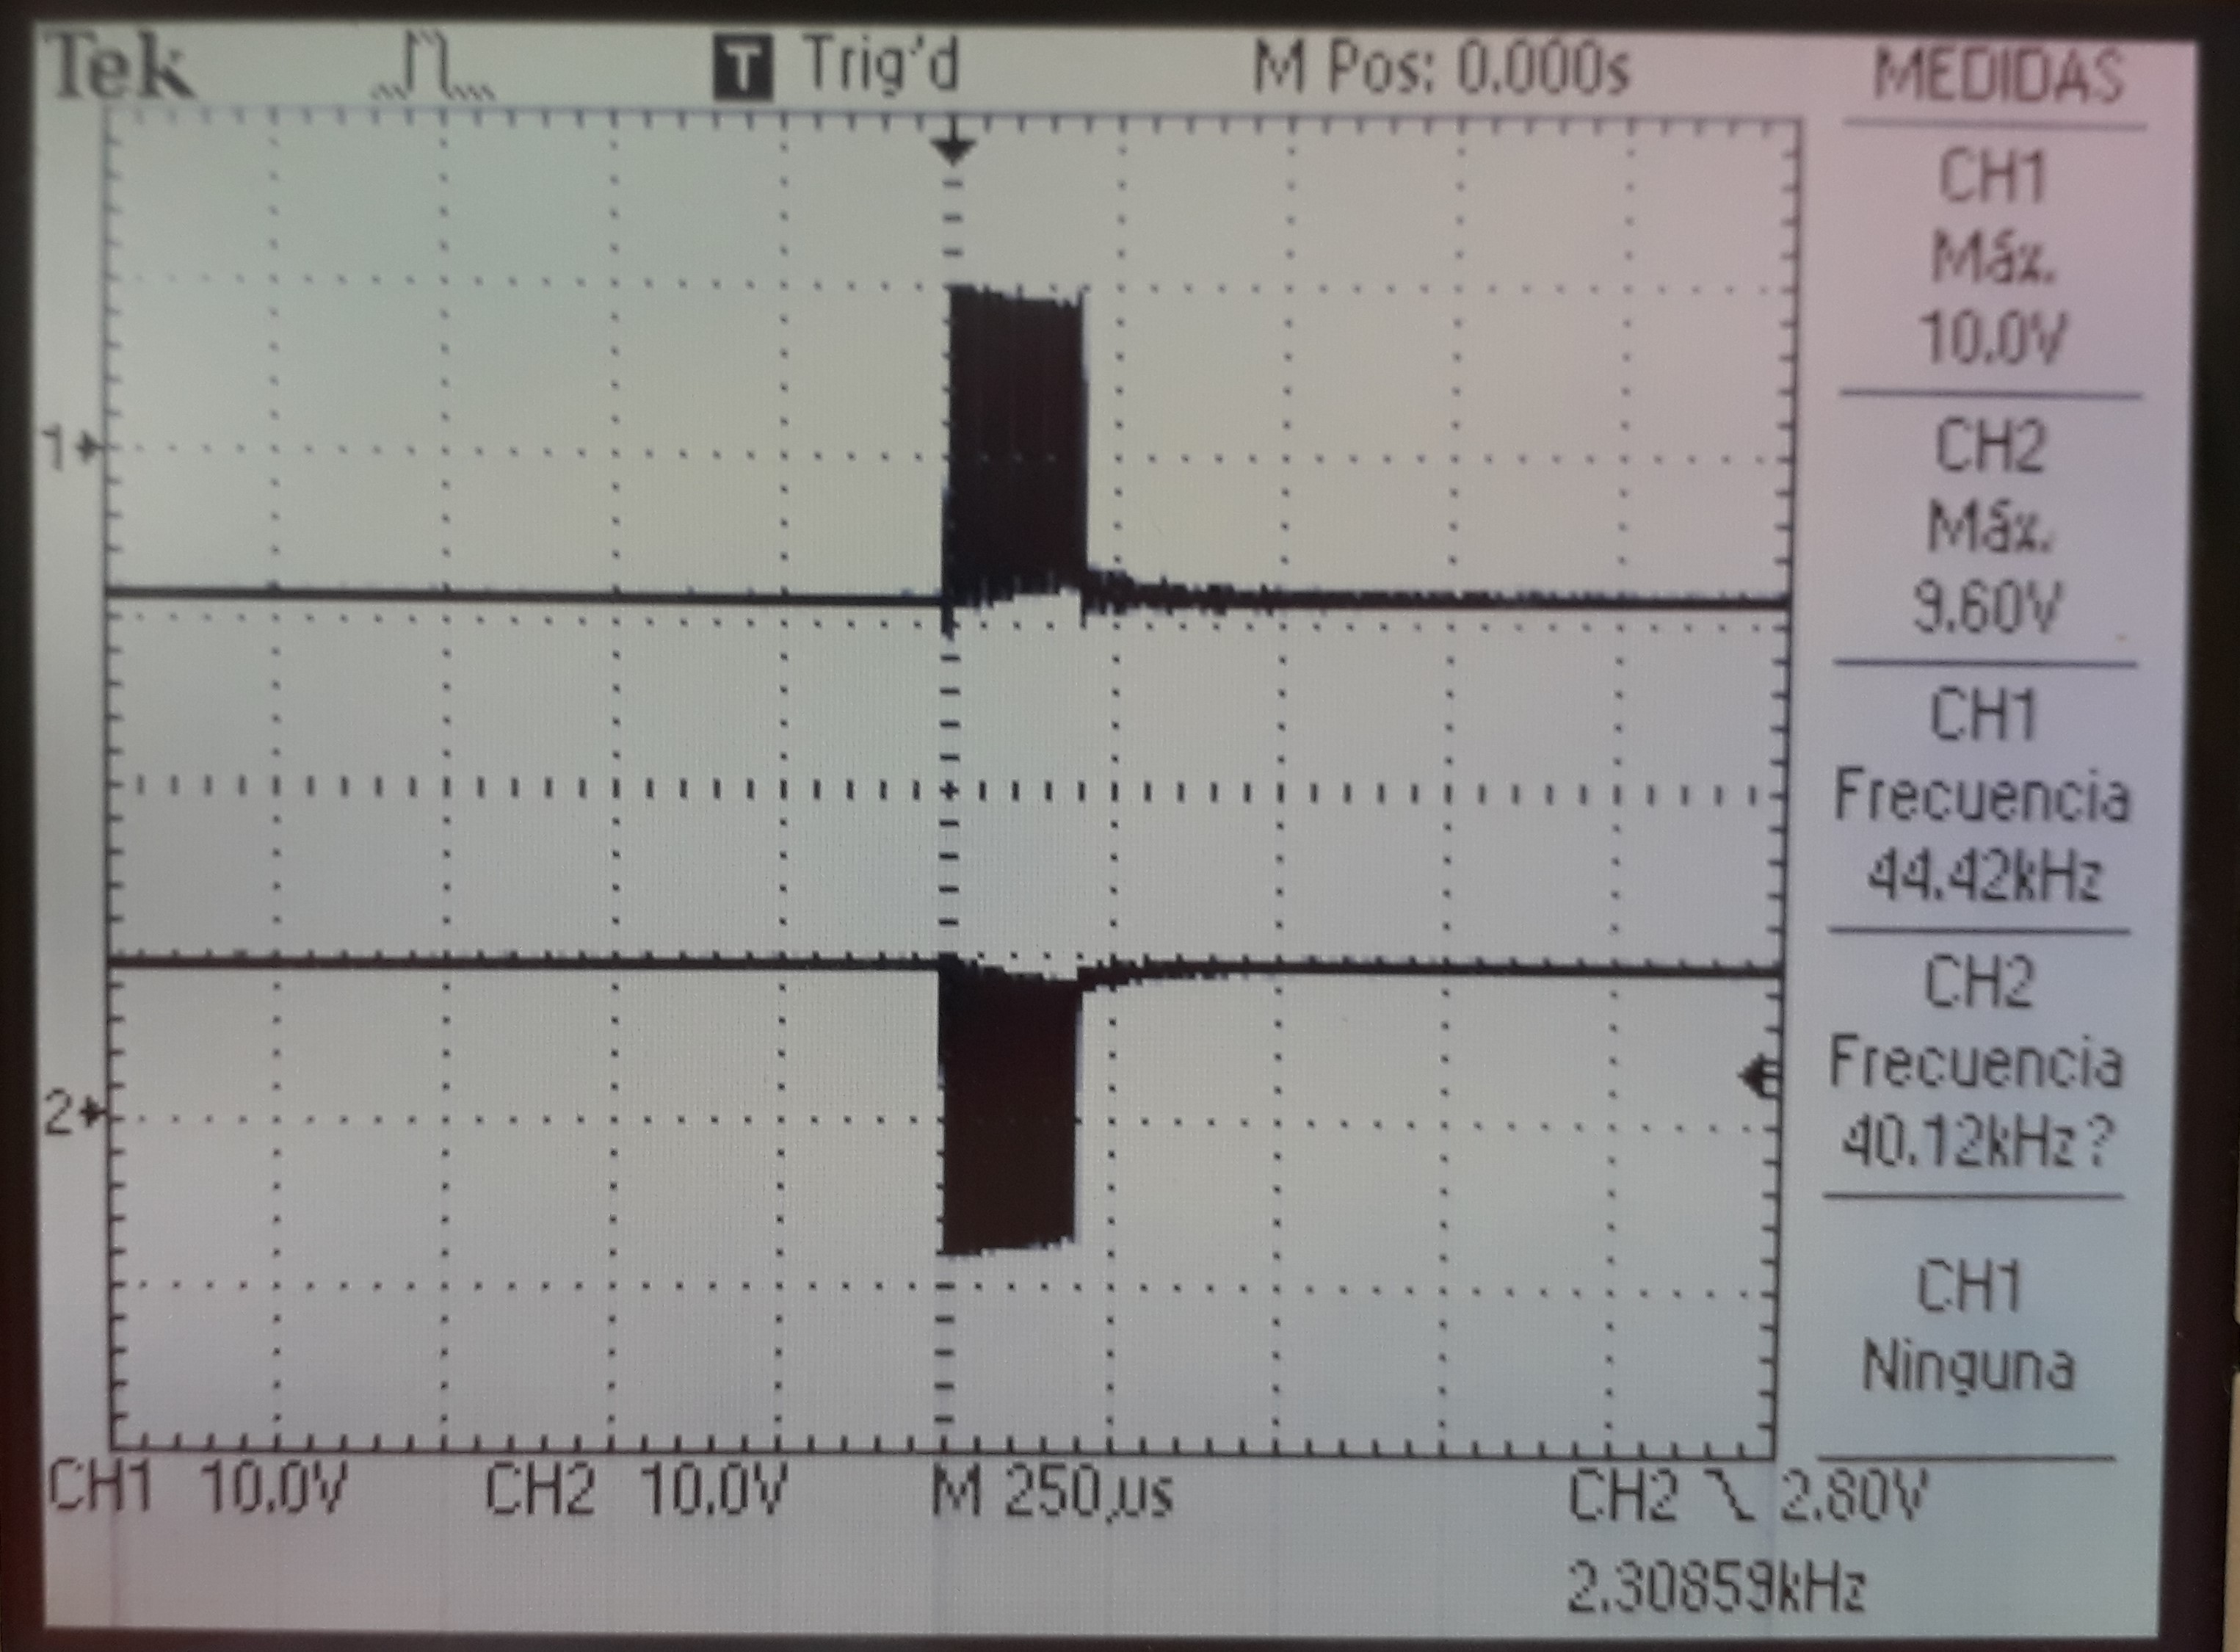 Tek T Trig'd M Pos: 0.000s MEDIDAS
CH1
Máx.
10.0V
CH2
Máx.
9.60V
CH1
Frecuencia
44.42kHz
CH2
Frecuencia
40.12kHz?
CH1
Ninguna
1
2
CH1 10.0V CH2 10.0V M 250µs CH2 2.80V
2.30859kHz